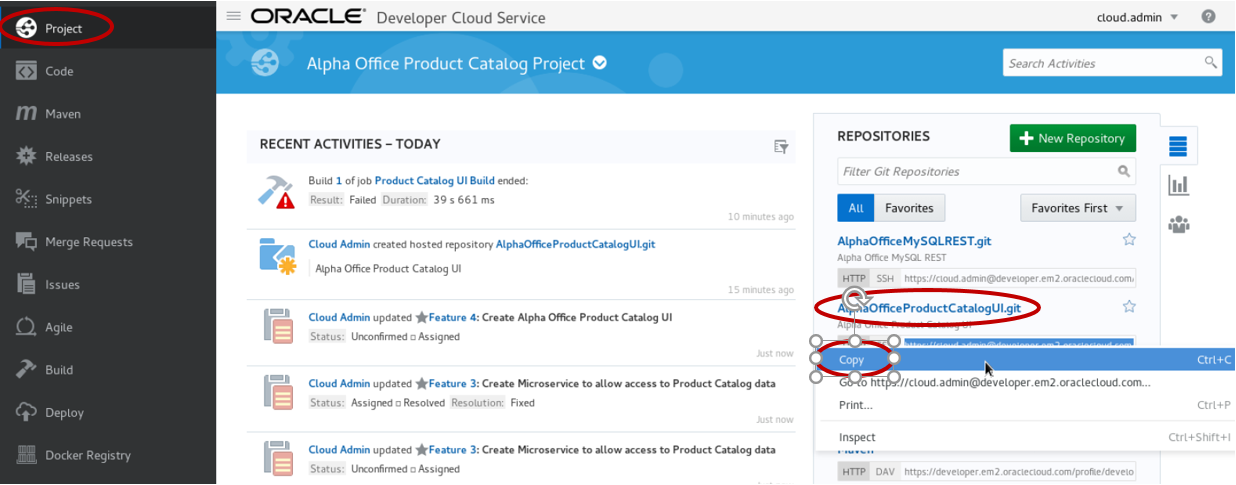 Project
Code
Maven
Releases
Snippets
Merge Requests
Issues
Agile
Build
Deploy
Docker Registry
ORACLE® Developer Cloud Service
cloud.admin
?
Alpha Office Product Catalog Project
Search Activities
RECENT ACTIVITIES – TODAY
Build 1 of job Product Catalog UI Build ended:
Result: Failed Duration: 39 s 661 ms
10 minutes ago
Cloud Admin created hosted repository AlphaOfficeProductCatalogUI.git
Alpha Office Product Catalog UI
15 minutes ago
Cloud Admin updated ★Feature 4: Create Alpha Office Product Catalog UI
Status: Unconfirmed □ Assigned
Just now
Cloud Admin updated ★Feature 3: Create Microservice to allow access to Product Catalog data
Status: Assigned □ Resolved Resolution: Fixed
Just now
Cloud Admin updated ★Feature 3: Create Microservice to allow access to Product Catalog data
Status: Unconfirmed □ Assigned
REPOSITORIES
+ New Repository
Filter Git Repositories
All Favorites Favorites First
AlphaOfficeMySQLREST.git
Alpha Office MySQL REST
HTTP SSH https://cloud.admin@developer.em2.oraclecloud.com/
AlphaOfficeProductCatalogUI.git
Alpha Office Product Catalog UI
https://cloud.admin@developer.em2.oraclecloud.com
Copy Ctrl+C
Go to https://cloud.admin@developer.em2.oraclecloud.com...
Print... Ctrl+P
Inspect Ctrl+Shift+I
Maven
HTTP DAV https://developer.em2.oraclecloud.com/profile/develo